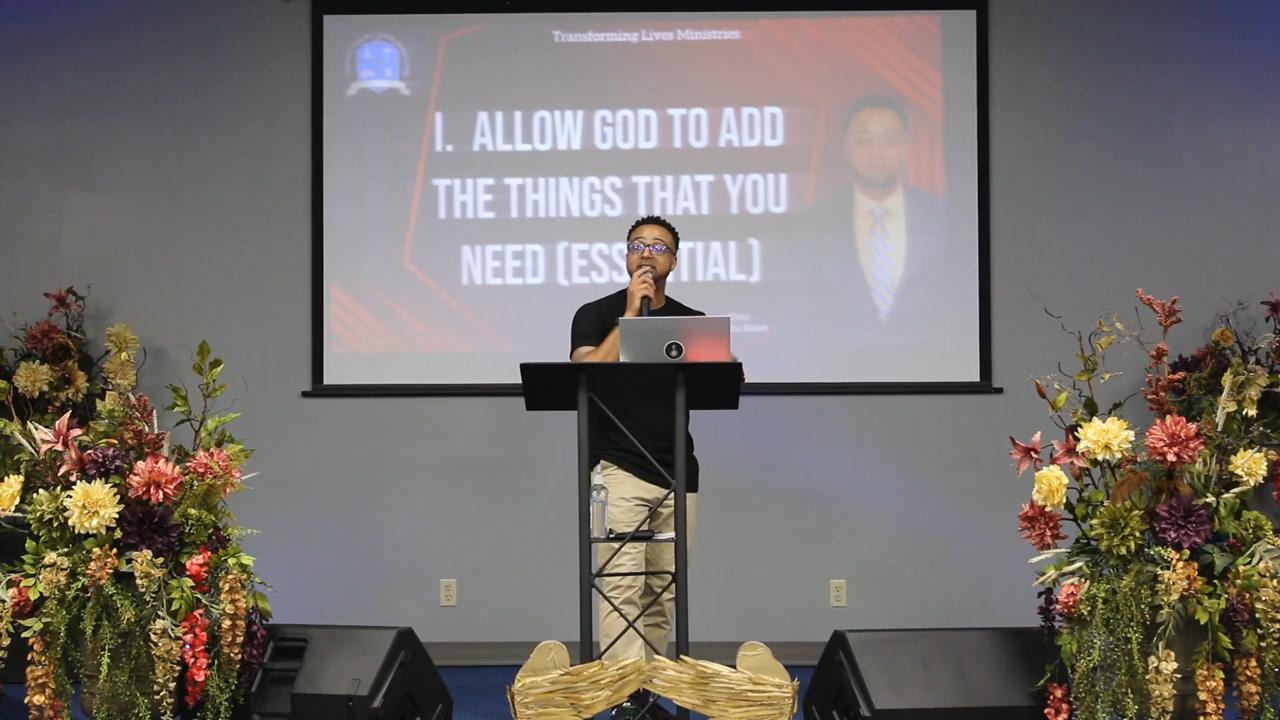 Transforming Lives Ministries
I. ALLOW GOD TO ADD
THE THINGS THAT YOU
NEED (ESS TIAL)